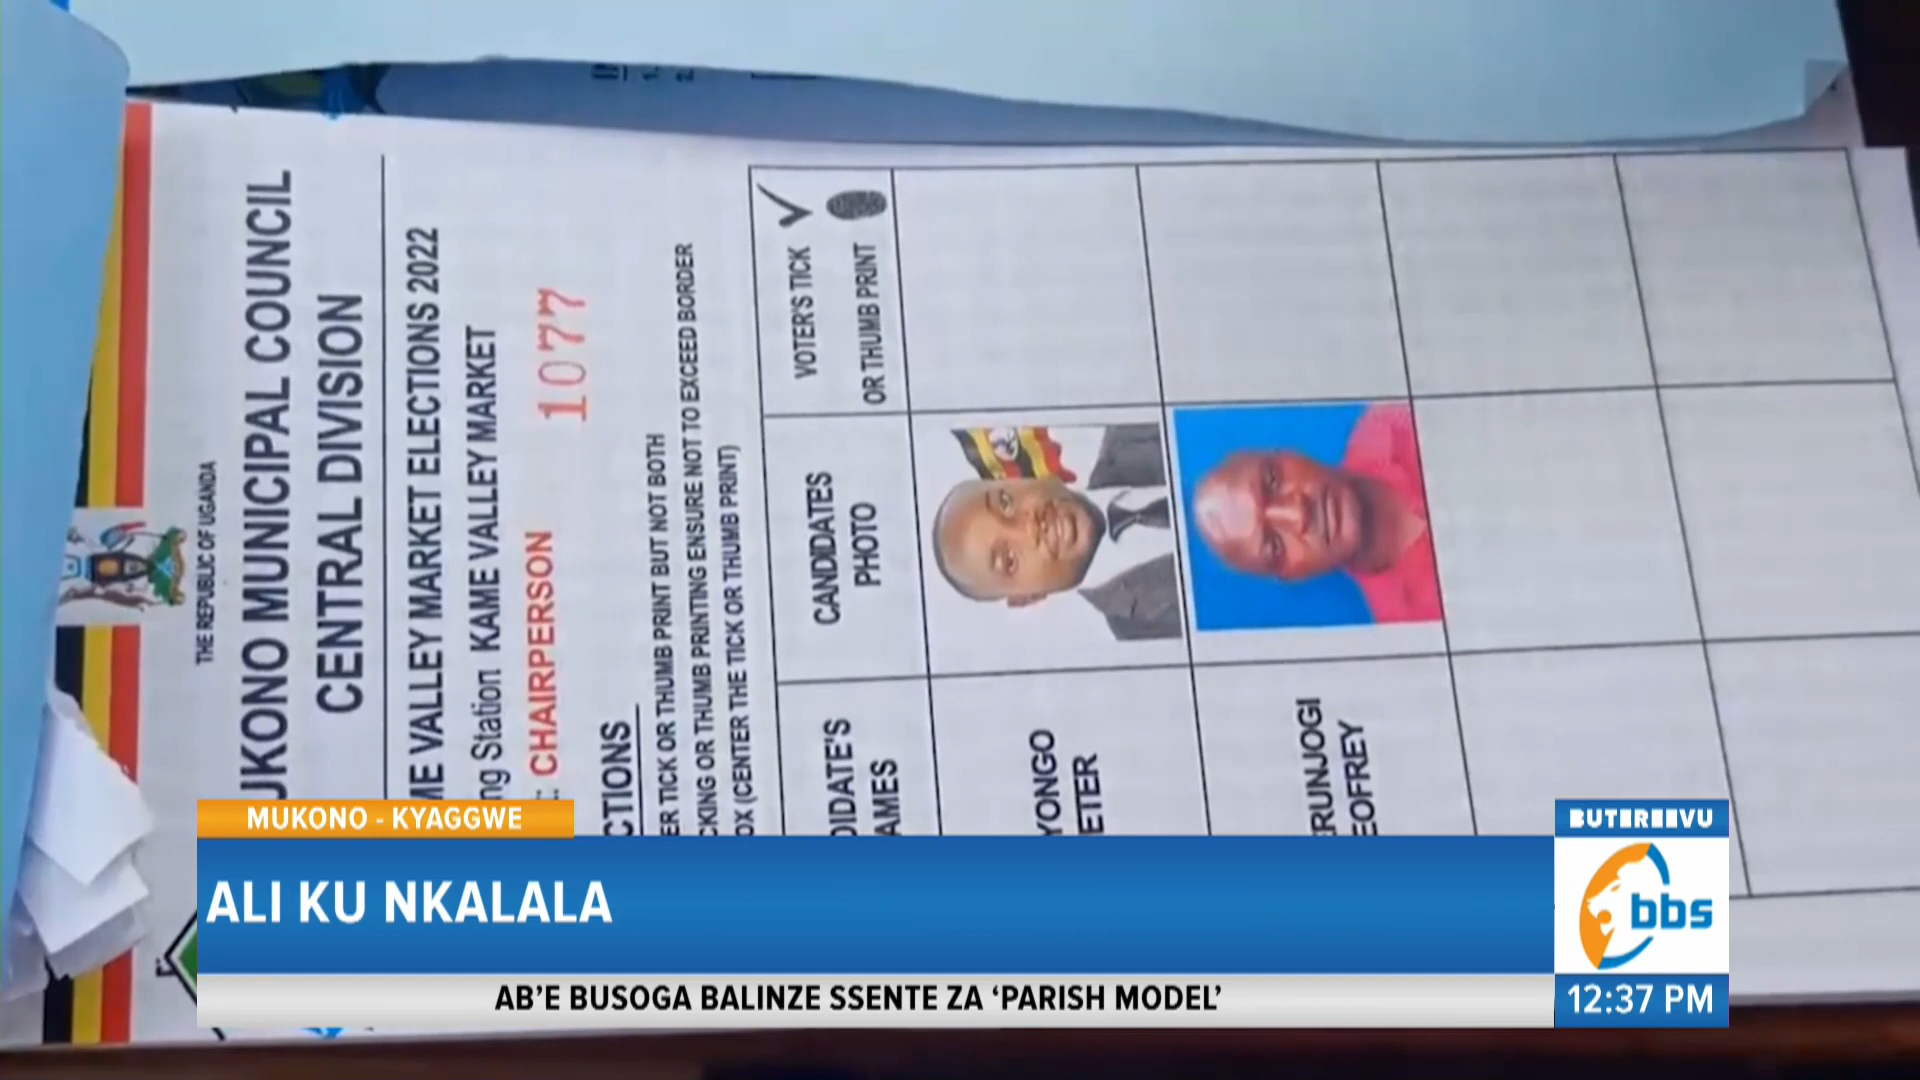 THE REPUBLIC OF UGANDA
UKONO MUNICIPAL COUNCIL
CENTRAL DIVISION
ME VALLEY MARKET ELECTIONS 2022
ng Station KAME VALLEY MARKET
: CHAIRPERSON 1077
CTIONS
ER TICK OR THUMB PRINT BUT NOT BOTH
CKING OR THUMB PRINTING ENSURE NOT TO EXCEED BORDER
OX (CENTER THE TICK OR THUMB PRINT)
DIDATE'S
AMES
CANDIDATES
PHOTO
VOTER'S TICK
OR THUMB PRINT
YONGO
ETER
RUNJOGI
EOFREY
MUKONO - KYAGGWE
ALI KU NKALALA
AB'E BUSOGA BALINZE SSENTE ZA ‘PARISH MODEL’
BUTEREEVU
bbs
12:37 PM